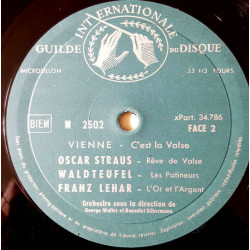 GUILDE INTERNATIONALE DU DISQUE
MICROSILLON
33 1/3 TOURS
BIEM
M 2502
xPart. 34.786
FACE 2
VIENNE - C'est la Valse
OSCAR STRAUS - Rêve de Valse
WALDTEUFEL - Les Patineurs
FRANZ LEHAR - L'Or et l'Argent
Orchestre sous la direction de
George Walter et Benedict Silbermann